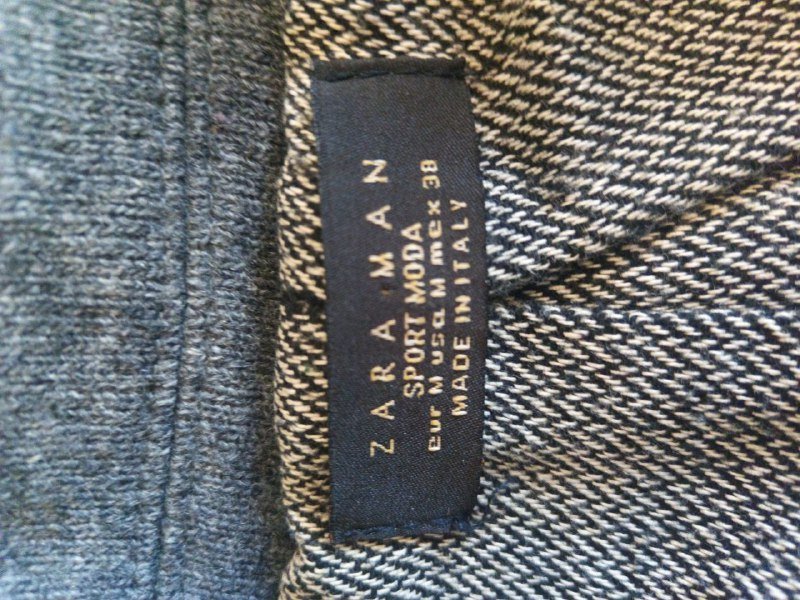 ZARA MAN
SPORT MODA
eur M usa M mex 38
MADE IN ITALY